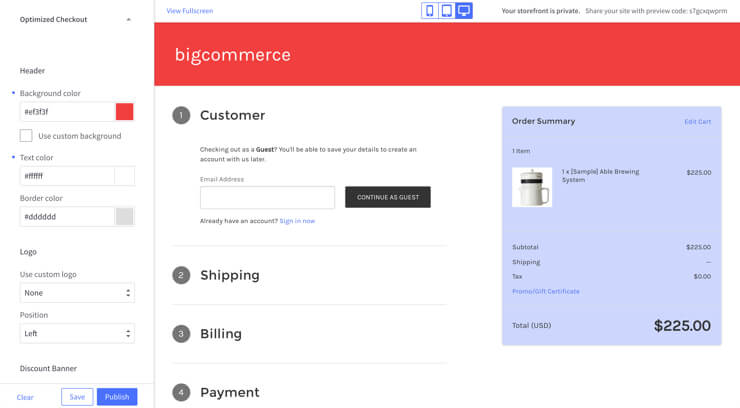 Optimized Checkout
Header
Background color
#ef3f3f
Use custom background
Text color
#ffffff
Border color
#dddddd
Logo
Use custom logo
None
Position
Left
Discount Banner
Clear
Save
Publish
View Fullscreen
Your storefront is private. Share your site with preview code: s7gcxqwprm
bigcommerce
1 Customer
Checking out as a Guest? You'll be able to save your details to create an
account with us later.
Email Address
CONTINUE AS GUEST
Already have an account? Sign in now
2 Shipping
3 Billing
4 Payment
Order Summary Edit Cart
1 Item
1 x [Sample] Able Brewing $225.00
System
Subtotal $225.00
Shipping --
Tax $0.00
Promo/Gift Certificate
Total (USD) $225.00